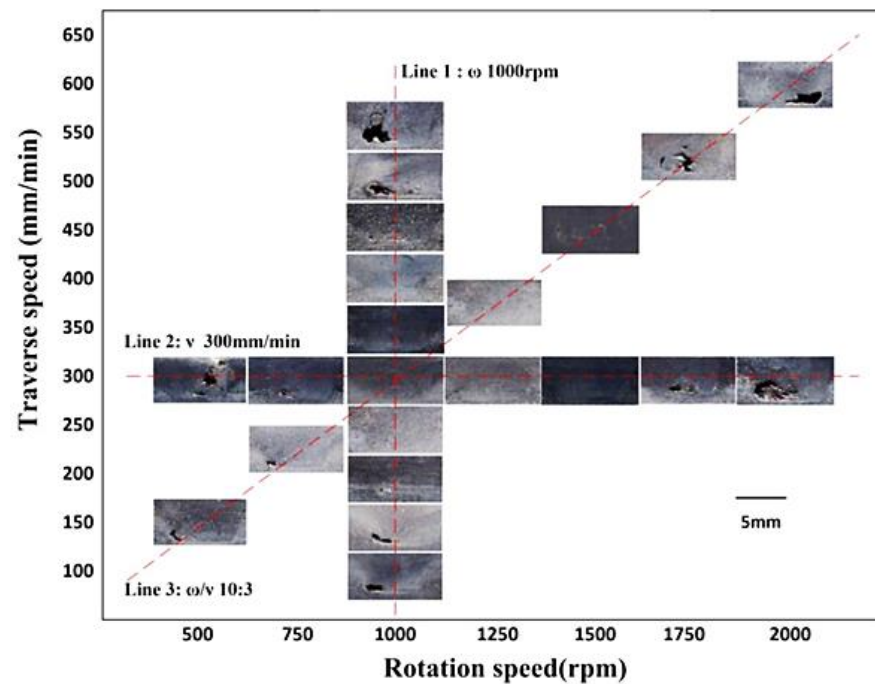 650
600
Line 1 : ω 1000rpm
550
500
450
400
350
Line 2: v 300mm/min
300
250
200
150
5mm
100
Line 3: ω/v 10:3
500 750 1000 1250 1500 1750 2000
Rotation speed(rpm)
Traverse speed (mm/min)